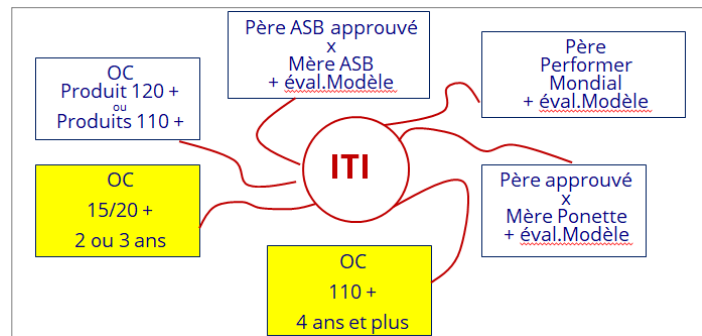 Père ASB approuvé
x
Mère ASB
+ éval.Modèle
Père
Performer
Mondial
+ éval.Modèle
OC
Produit 120 +
ou
Produits 110 +
ITI
OC
15/20 +
2 ou 3 ans
Père approuvé
x
Mère Ponette
+ éval.Modèle
OC
110 +
4 ans et plus